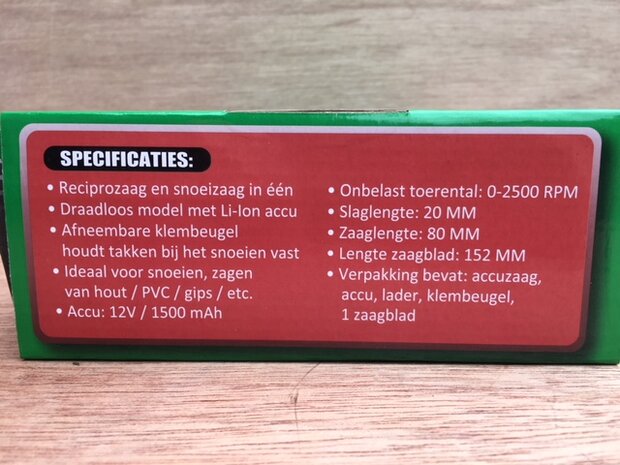 SPECIFICATIES:
• Reciprozaag en snoeizaag in één
• Draadloos model met Li-Ion accu
• Afneembare klembeugel
houdt takken bij het snoeien vast
• Ideaal voor snoeien, zagen
van hout / PVC / gips / etc.
• Accu: 12V / 1500 mAh
• Onbelast toerental: 0-2500 RPM
• Slaglengte: 20 MM
• Zaaglengte: 80 MM
• Lengte zaagblad: 152 MM
• Verpakking bevat: accuzaag,
accu, lader, klembeugel,
1 zaagblad